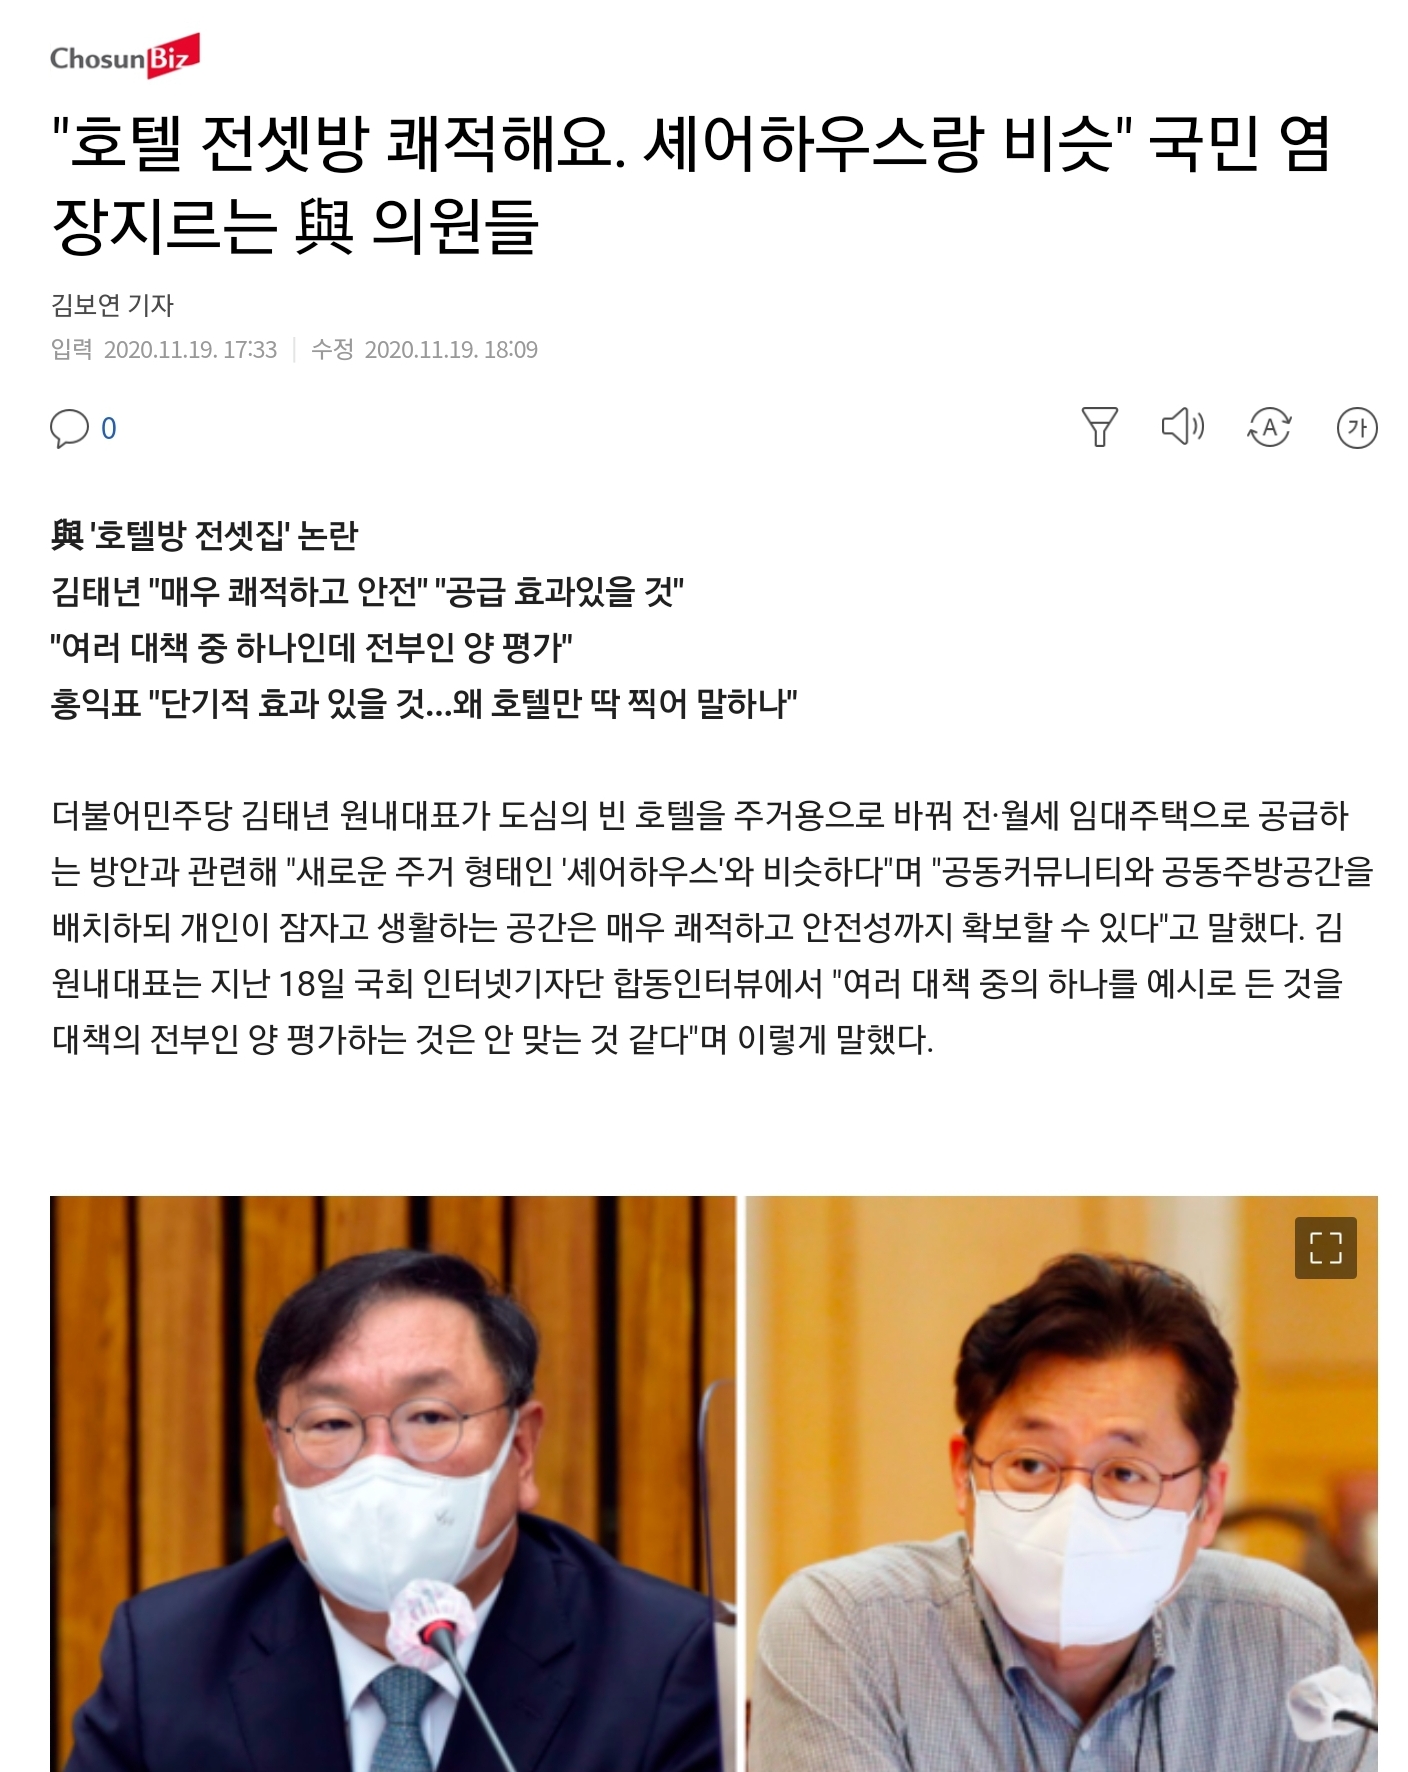 ChosunBiz
"호텔 전셋방 쾌적해요. 셰어하우스랑 비슷" 국민 염
장지르는 與 의원들
김보연 기자
입력 2020.11.19. 17:33 | 수정 2020.11.19. 18:09
0
A
가
與 '호텔방 전셋집' 논란
김태년 "매우 쾌적하고 안전" "공급 효과있을 것"
"여러 대책 중 하나인데 전부인 양 평가"
홍익표 "단기적 효과 있을 것...왜 호텔만 딱 찍어 말하나"
더불어민주당 김태년 원내대표가 도심의 빈 호텔을 주거용으로 바꿔 전·월세 임대주택으로 공급하
는 방안과 관련해 "새로운 주거 형태인 '셰어하우스'와 비슷하다"며 "공동커뮤니티와 공동주방공간을
배치하되 개인이 잠자고 생활하는 공간은 매우 쾌적하고 안전성까지 확보할 수 있다"고 말했다. 김
원내대표는 지난 18일 국회 인터넷기자단 합동인터뷰에서 "여러 대책 중의 하나를 예시로 든 것을
대책의 전부인 양 평가하는 것은 안 맞는 것 같다"며 이렇게 말했다.